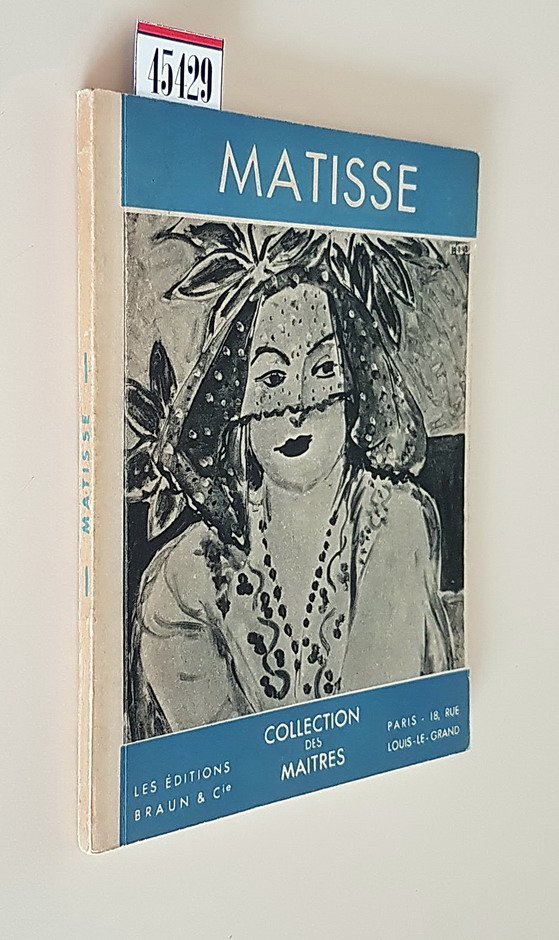 45429
MATISSE
MATISSE
LES ÉDITIONS
BRAUN & Cie
COLLECTION
DES
MAITRES
PARIS - 18, RUE
LOUIS-LE-GRAND